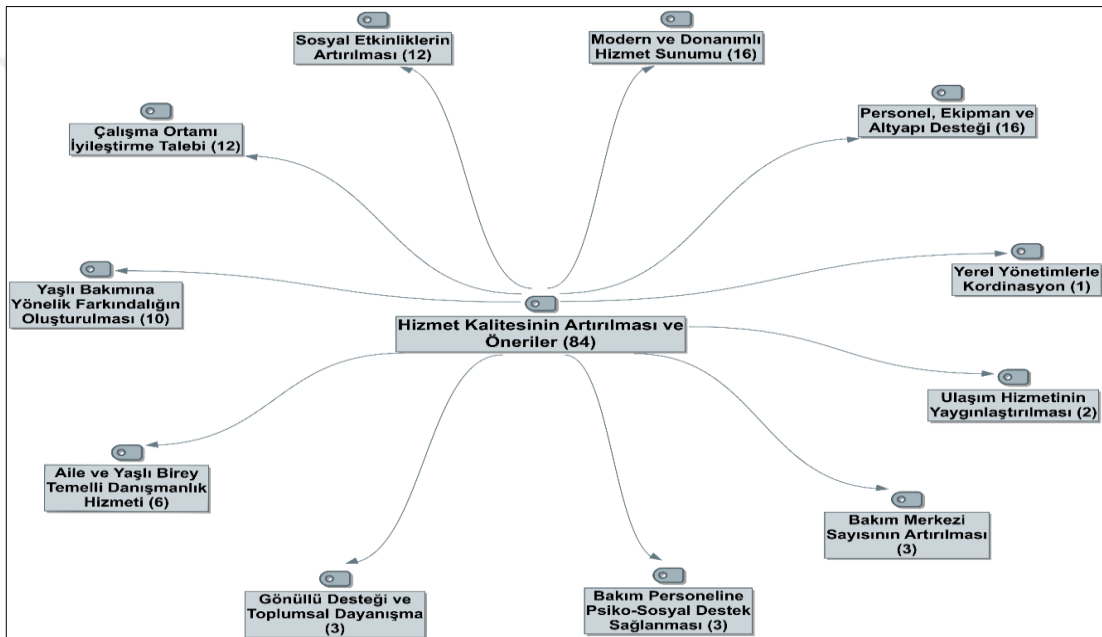 Sosyal Etkinliklerin
Artırılması (12)
Modern ve Donanımlı
Hizmet Sunumu (16)
Çalışma Ortamı
İyileştirme Talebi (12)
Personel, Ekipman ve
Altyapı Desteği (16)
Yaşlı Bakımına
Yönelik Farkındalığın
Oluşturulması (10)
Yerel Yönetimlerle
Kordinasyon (1)
Hizmet Kalitesinin Artırılması ve
Öneriler (84)
Ulaşım Hizmetinin
Yaygınlaştırılması (2)
Aile ve Yaşlı Birey
Temelli Danışmanlık
Hizmeti (6)
Bakım Merkezi
Sayısının Artırılması
(3)
Gönüllü Desteği ve
Toplumsal Dayanışma
(3)
Bakım Personeline
Psiko-Sosyal Destek
Sağlanması (3)